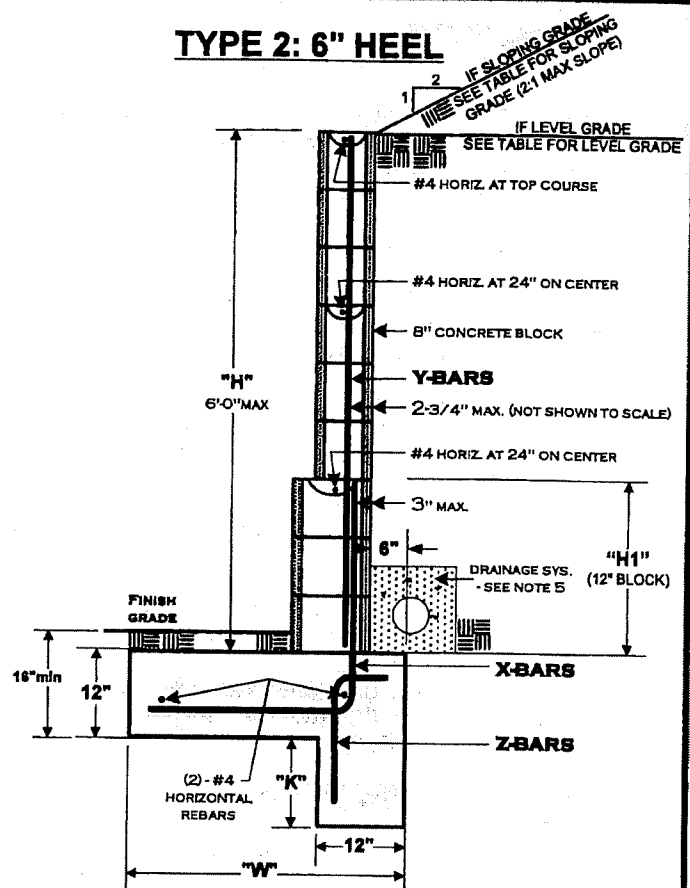 TYPE 2: 6" HEEL
IF SLOPING GRADE
SEE TABLE FOR SLOPING
GRADE (2:1 MAX SLOPE)
2
1
IF LEVEL GRADE
SEE TABLE FOR LEVEL GRADE
#4 HORIZ. AT TOP COURSE
#4 HORIZ. AT 24" ON CENTER
8" CONCRETE BLOCK
"H"
6'-0" MAX
Y-BARS
2-3/4" MAX. (NOT SHOWN TO SCALE)
#4 HORIZ. AT 24" ON CENTER
3" MAX.
6"
"H1"
(12" BLOCK)
DRAINAGE SYS.
- SEE NOTE 5
FINISH
GRADE
16" min
12"
X-BARS
Z-BARS
(2) - #4
HORIZONTAL
REBARS
"K"
12"
"W"